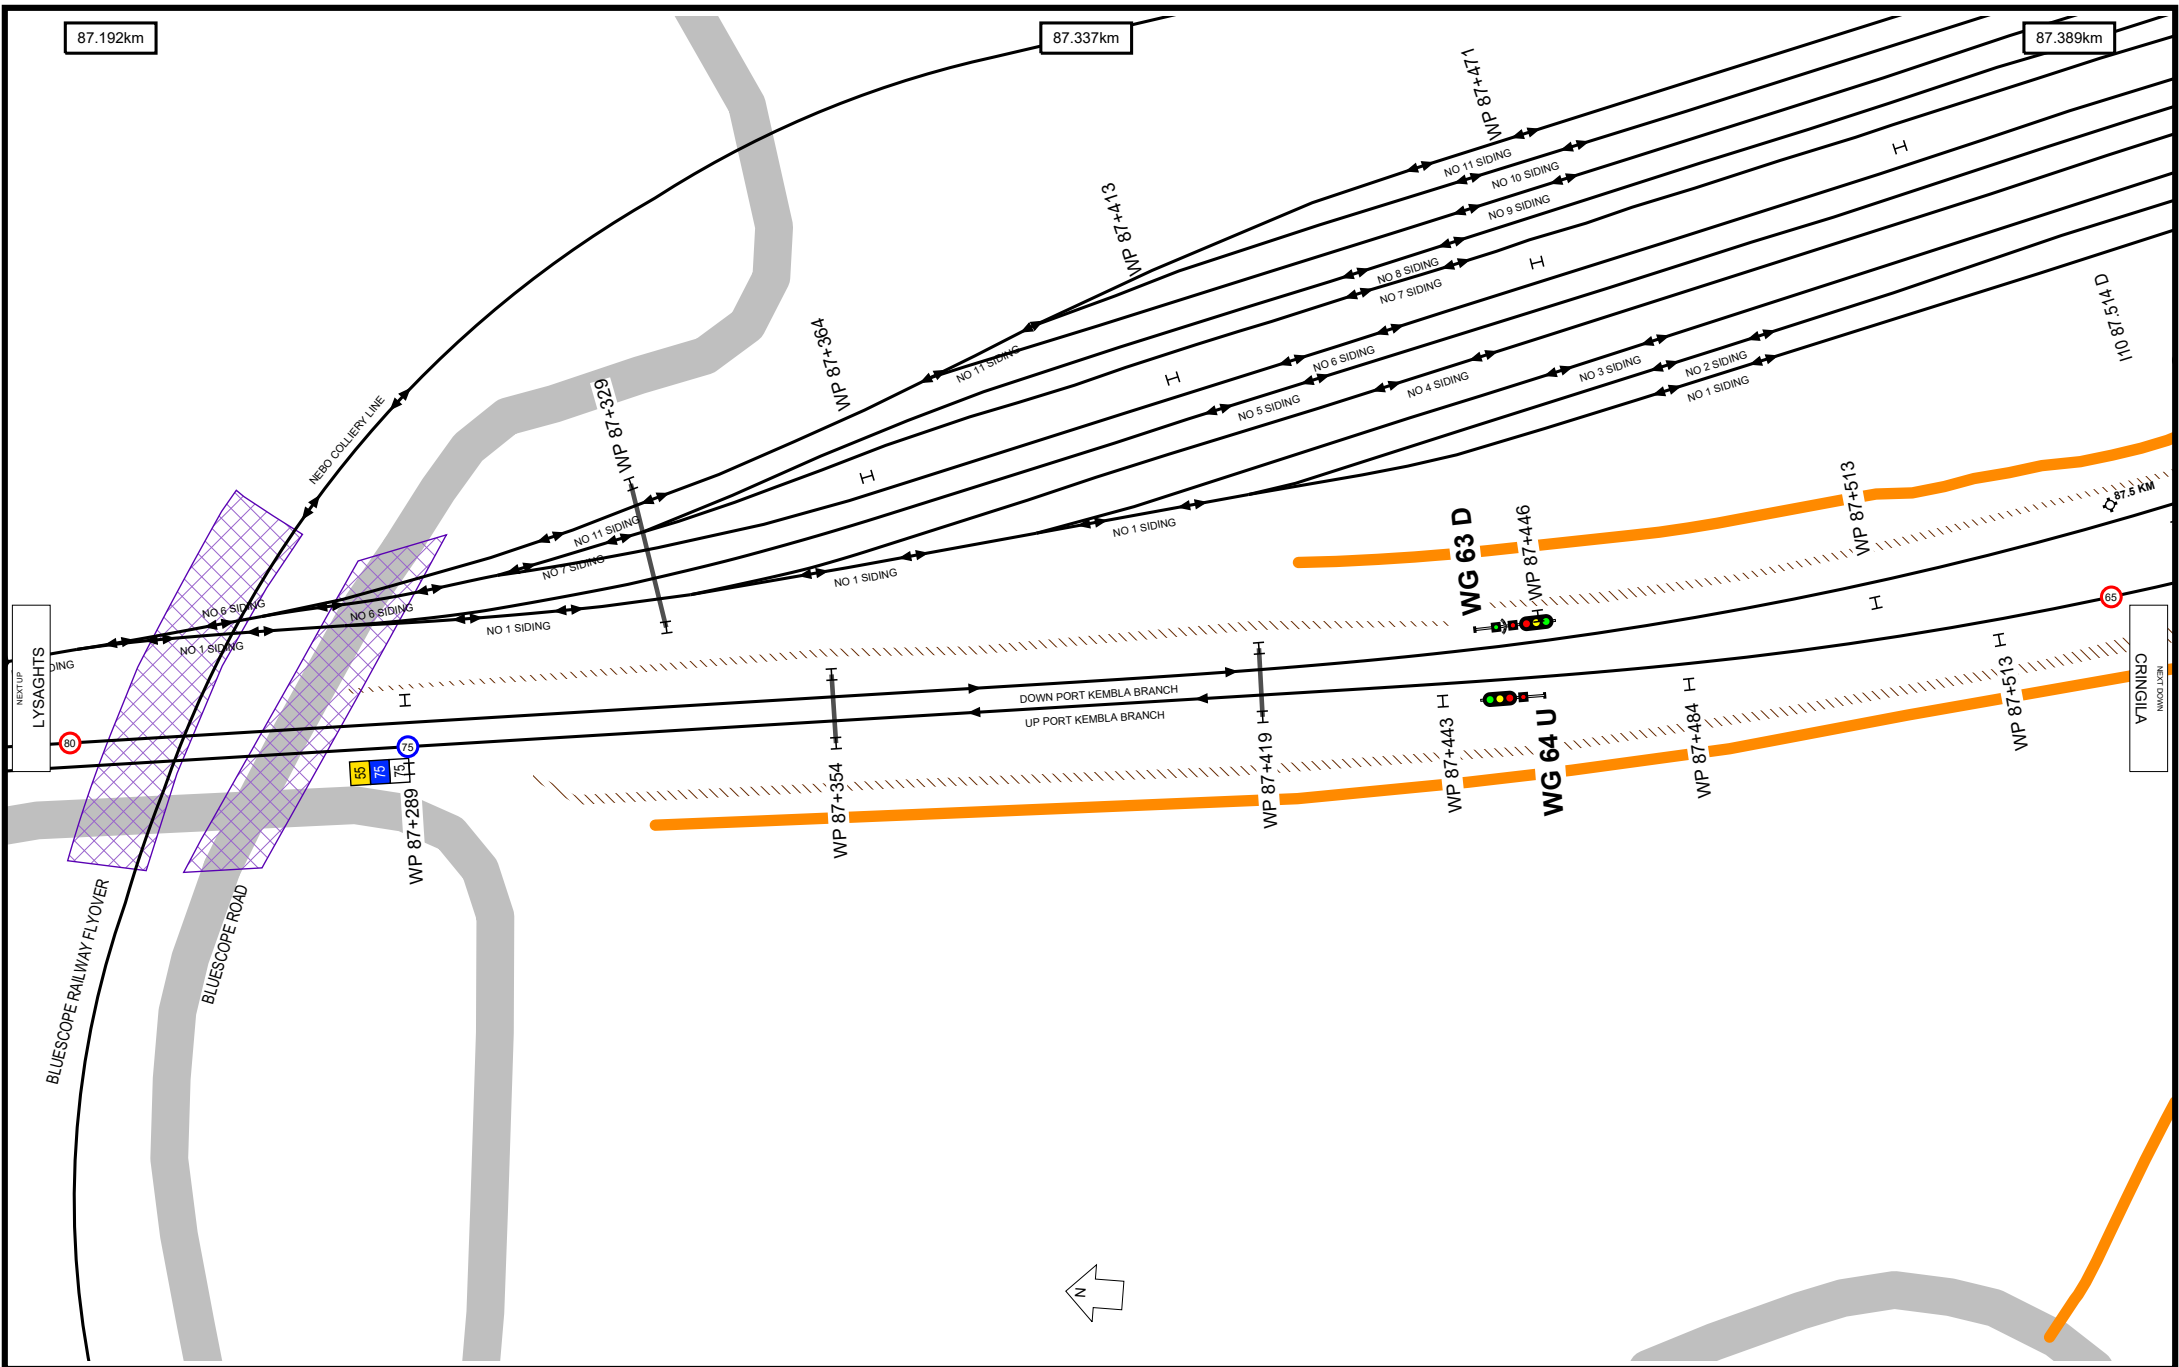 87.192km
87.337km
87.389km
WP 87+471
NO 11 SIDING
NO 10 SIDING
NO 9 SIDING
WP 87+413
NO 8 SIDING
NO 7 SIDING
I10 87.514 D
WP 87+364
NO 11 SIDING
NO 6 SIDING
NO 3 SIDING
NO 2 SIDING
NO 1 SIDING
NO 4 SIDING
NO 5 SIDING
WP 87+329
NEBO COLLIERY LINE
WP 87+513
87.5 KM
WG 63 D
WP 87+446
NO 11 SIDING
NO 1 SIDING
NO 7 SIDING
NO 1 SIDING
NO 6 SIDING
NO 6 SIDING
NO 1 SIDING
NO 1 SIDING
DING
65
NEXT UP
LYSAGHTS
NEXT DOWN
CRINGILA
DOWN PORT KEMBLA BRANCH
UP PORT KEMBLA BRANCH
80
75
55
75
75
WP 87+289
WP 87+354
WP 87+419
WP 87+443
WG 64 U
WP 87+484
WP 87+513
BLUESCOPE RAILWAY FLYOVER
BLUESCOPE ROAD
N